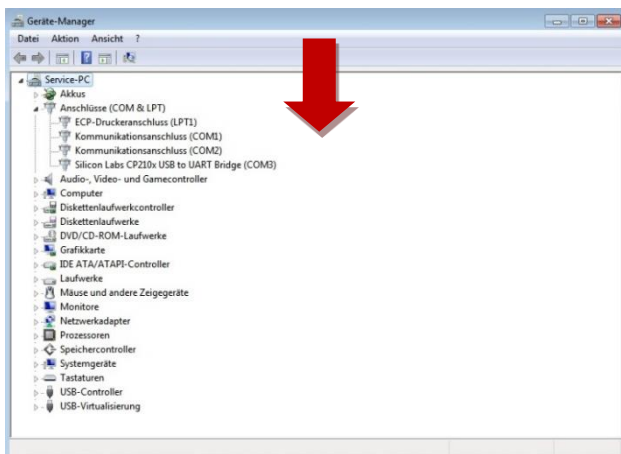 Geräte-Manager
Datei Aktion Ansicht ?
Service-PC
Akkus
Anschlüsse (COM & LPT)
ECP-Druckeranschluss (LPT1)
Kommunikationsanschluss (COM1)
Kommunikationsanschluss (COM2)
Silicon Labs CP210x USB to UART Bridge (COM3)
Audio-, Video- und Gamecontroller
Computer
Diskettenlaufwerkcontroller
Diskettenlaufwerke
DVD/CD-ROM-Laufwerke
Grafikkarte
IDE ATA/ATAPI-Controller
Laufwerke
Mäuse und andere Zeigegeräte
Monitore
Netzwerkadapter
Prozessoren
Speichercontroller
Systemgeräte
Tastaturen
USB-Controller
USB-Virtualisierung